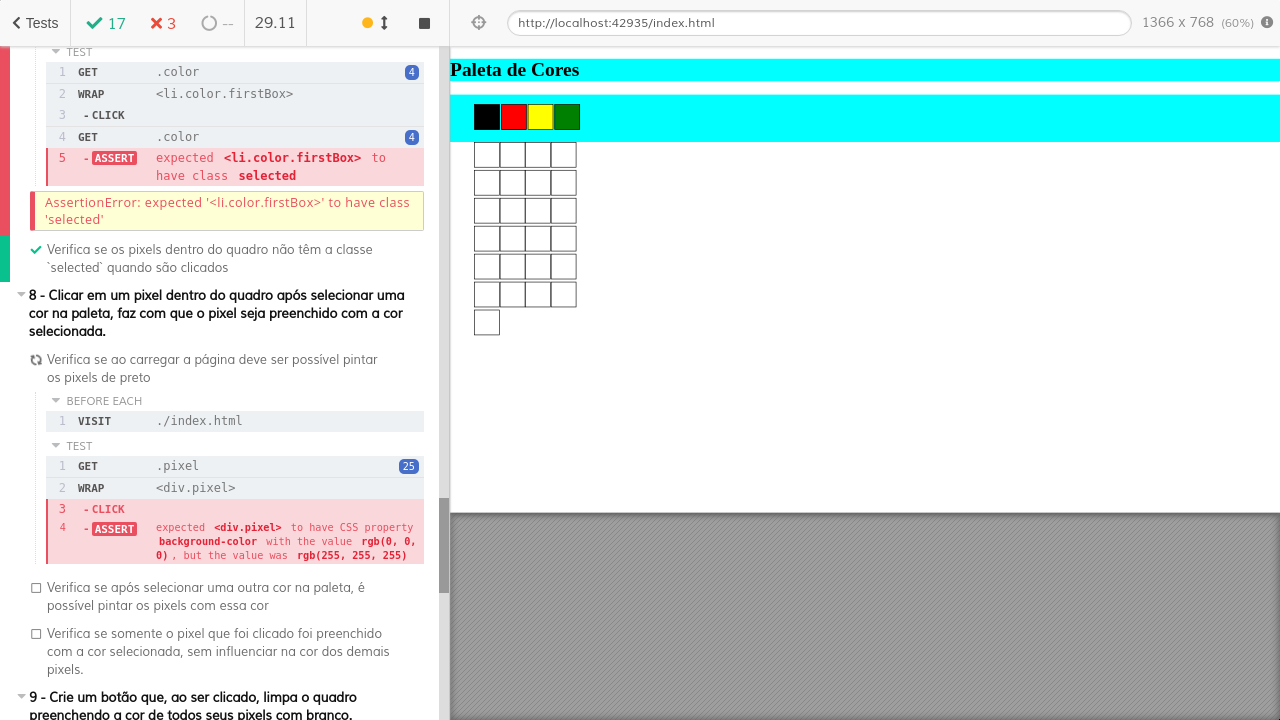 Tests 17 3 -- 29.11
http://localhost:42935/index.html 1366 x 768 (60%)
TEST
1 GET .color 4
2 WRAP <li.color.firstBox>
3 - CLICK
4 GET .color 4
5 - ASSERT expected <li.color.firstBox> to
have class selected
AssertionError: expected '<li.color.firstBox>' to have class
'selected'
Verifica se os pixels dentro do quadro não têm a classe
`selected` quando são clicados
8 - Clicar em um pixel dentro do quadro após selecionar uma
cor na paleta, faz com que o pixel seja preenchido com a cor
selecionada.
Verifica se ao carregar a página deve ser possível pintar
os pixels de preto
BEFORE EACH
1 VISIT ./index.html
TEST
1 GET .pixel 25
2 WRAP <div.pixel>
3 - CLICK
4 - ASSERT expected <div.pixel> to have CSS property
background-color with the value rgb(0, 0,
0), but the value was rgb(255, 255, 255)
Verifica se após selecionar uma outra cor na paleta, é
possível pintar os pixels com essa cor
Verifica se somente o pixel que foi clicado foi preenchido
com a cor selecionada, sem influenciar na cor dos demais
pixels.
9 - Crie um botão que, ao ser clicado, limpa o quadro
preenchendo a cor de todos seus pixels com branco.
Paleta de Cores